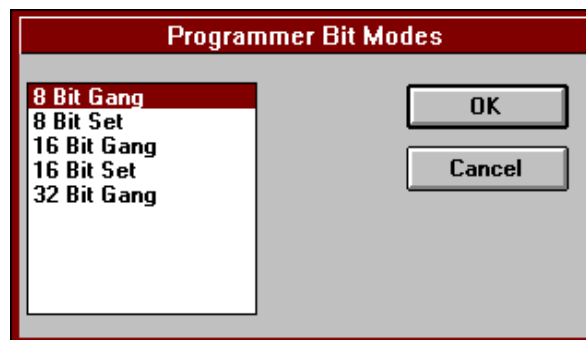 Programmer Bit Modes
8 Bit Gang
8 Bit Set
16 Bit Gang
16 Bit Set
32 Bit Gang
OK
Cancel